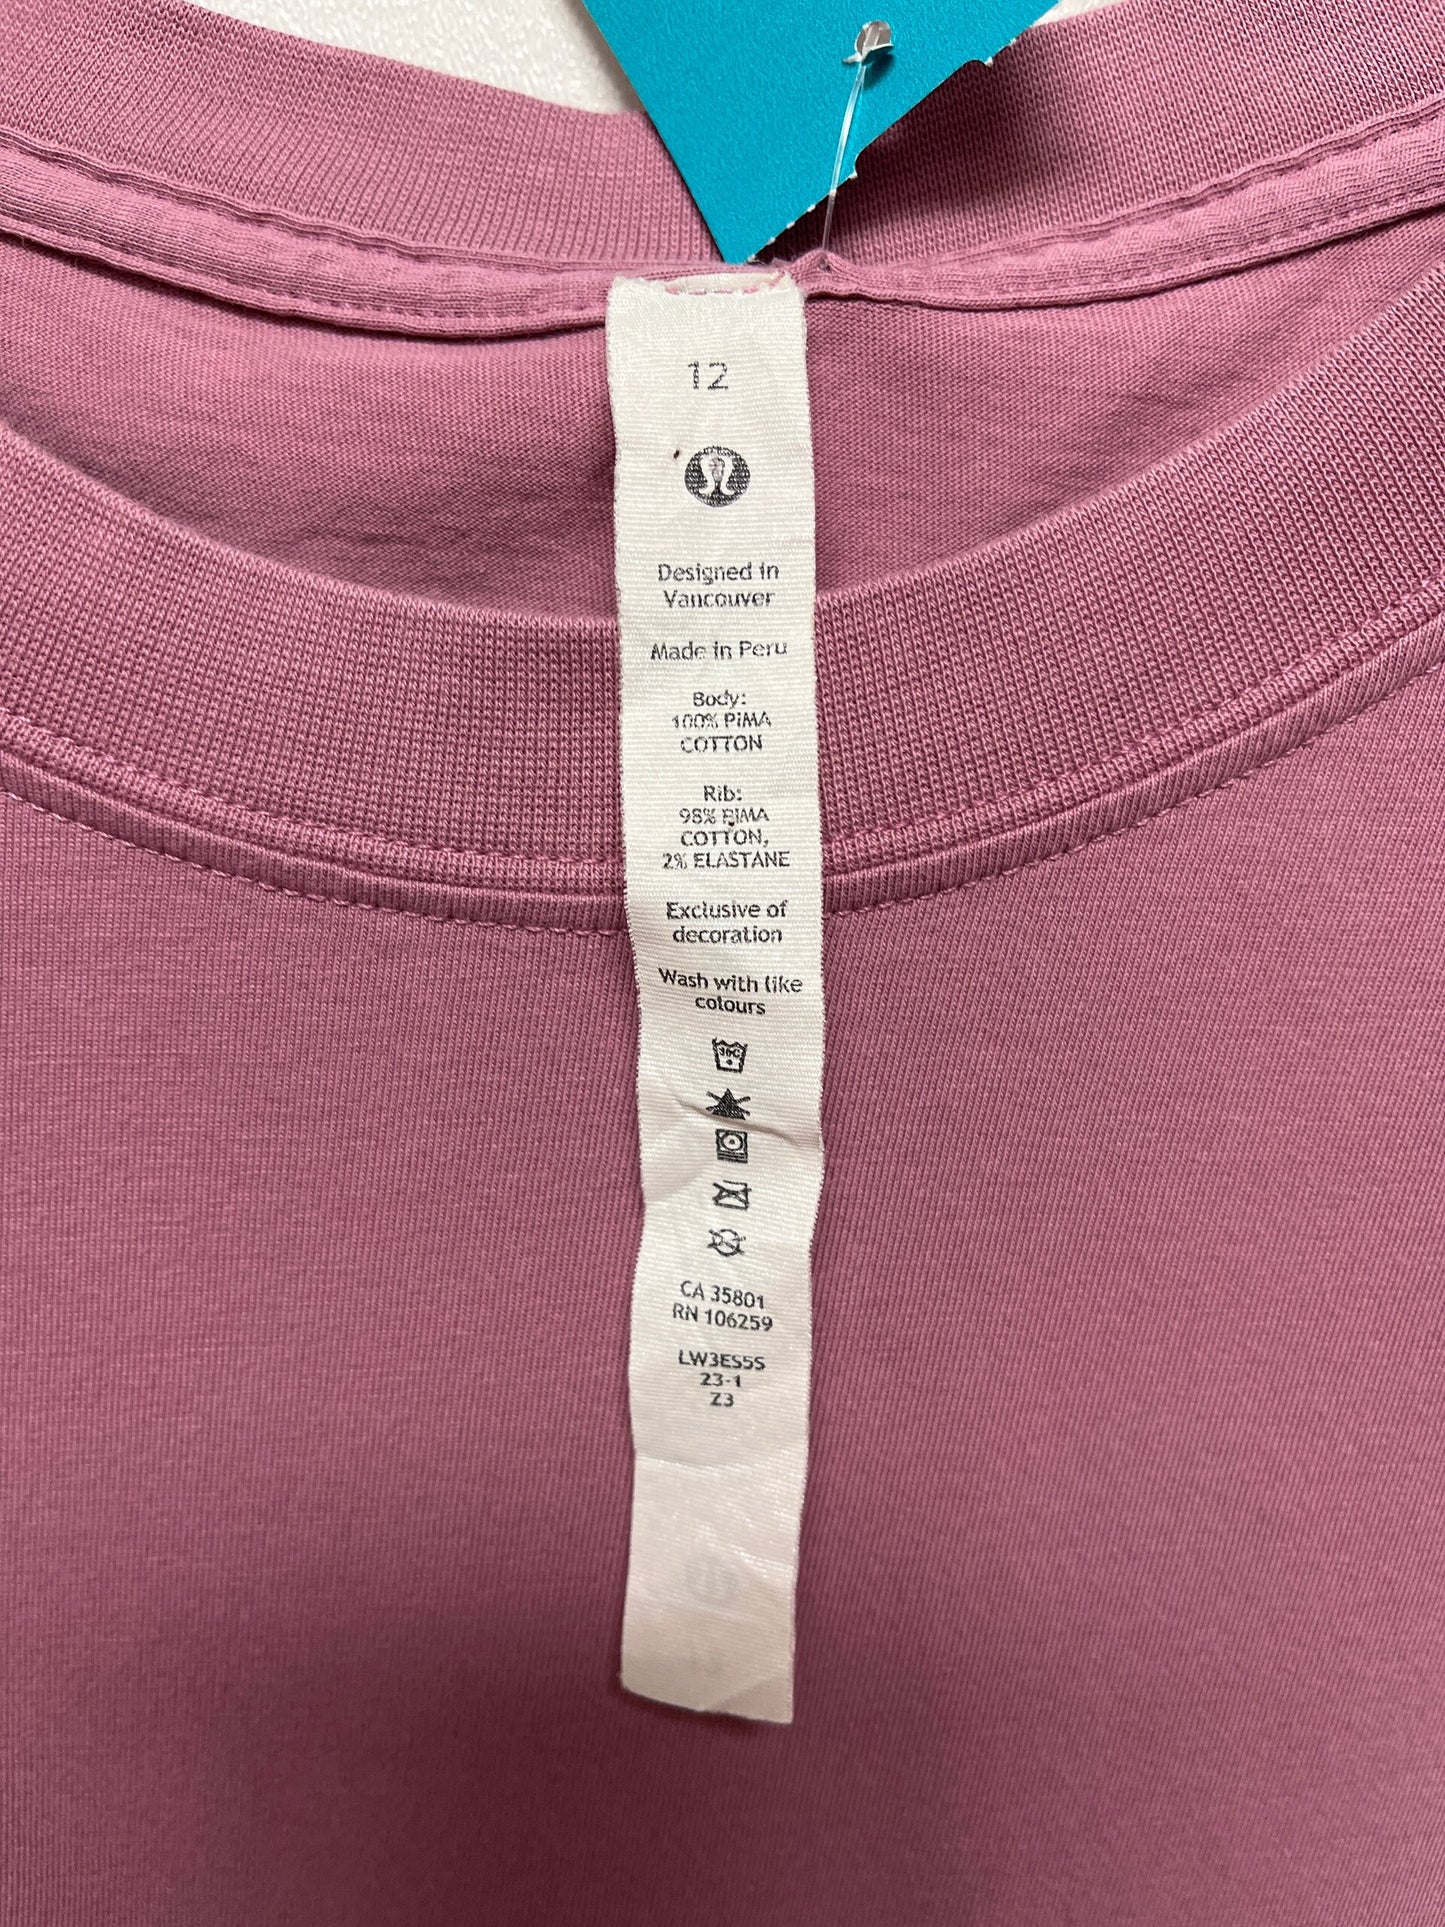 12
Designed in
Vancouver
Made in Peru
Body:
100% PIMA
COTTON
Rib:
98% PIMA
COTTON,
2% ELASTANE
Exclusive of
decoration
Wash with like
colours
30C
CA 35801
RN 106259
LW3ES5S
23-1
Z3